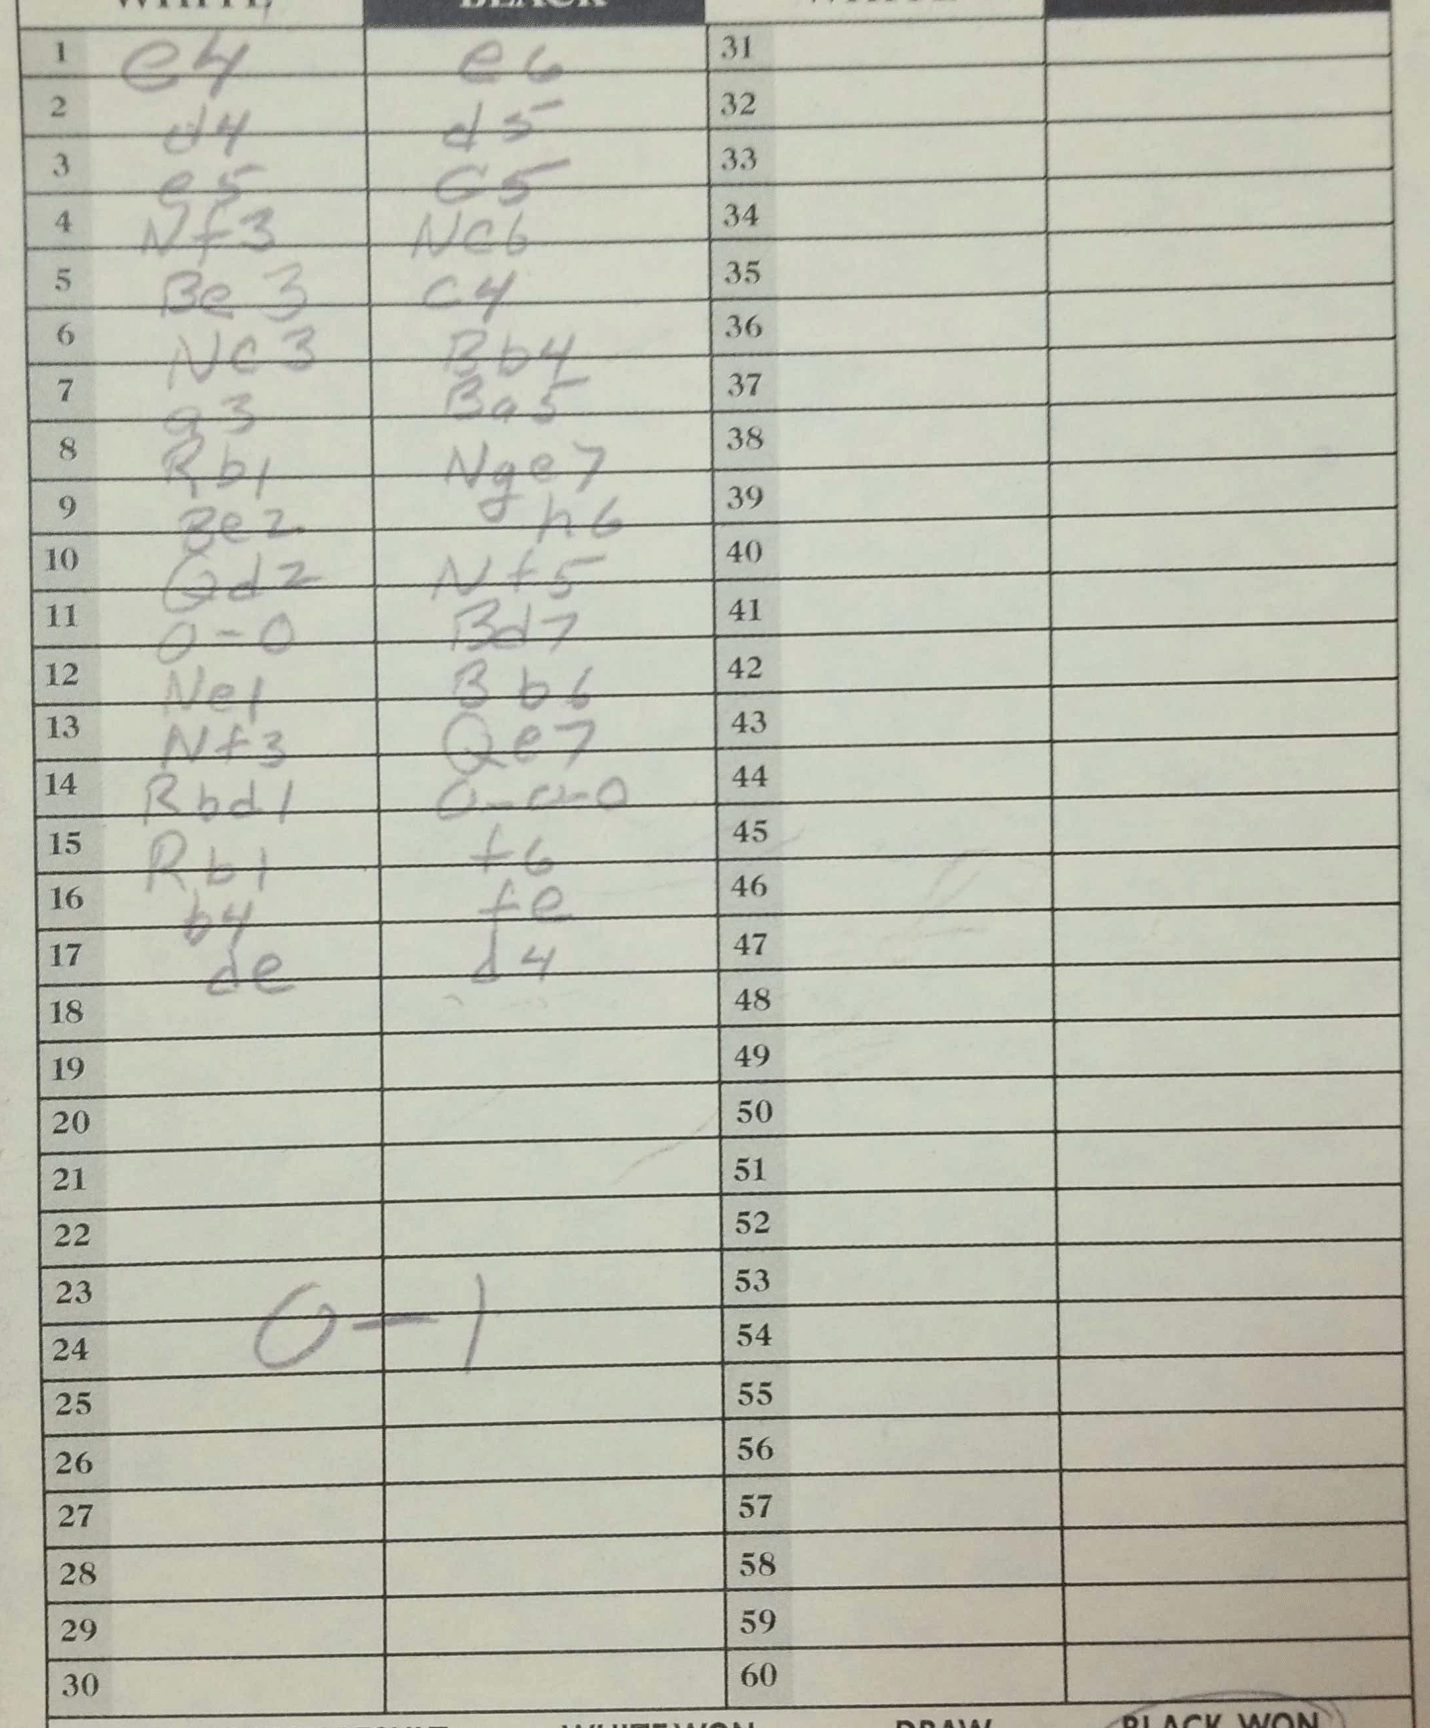 WHITE BLACK WHITE
1 e4 e6 31
2 d4 d5 32
3 e5 c5 33
4 Nf3 Nc6 34
5 Be3 c4 35
6 Nc3 Bb4 36
7 a3 Ba5 37
8 Rb1 Nge7 38
9 Be2 h6 39
10 Qd2 Nf5 40
11 0-0 Bd7 41
12 Ne1 Bb6 42
13 Nf3 Qe7 43
14 Rbd1 0-0-0 44
15 Rb1 f6 45
16 b4 fe 46
17 de d4 47
18 48
19 49
20 50
21 51
22 52
23 53
0-1
24 54
25 55
26 56
27 57
28 58
29 59
30 60
WHITE WON DRAW BLACK WON